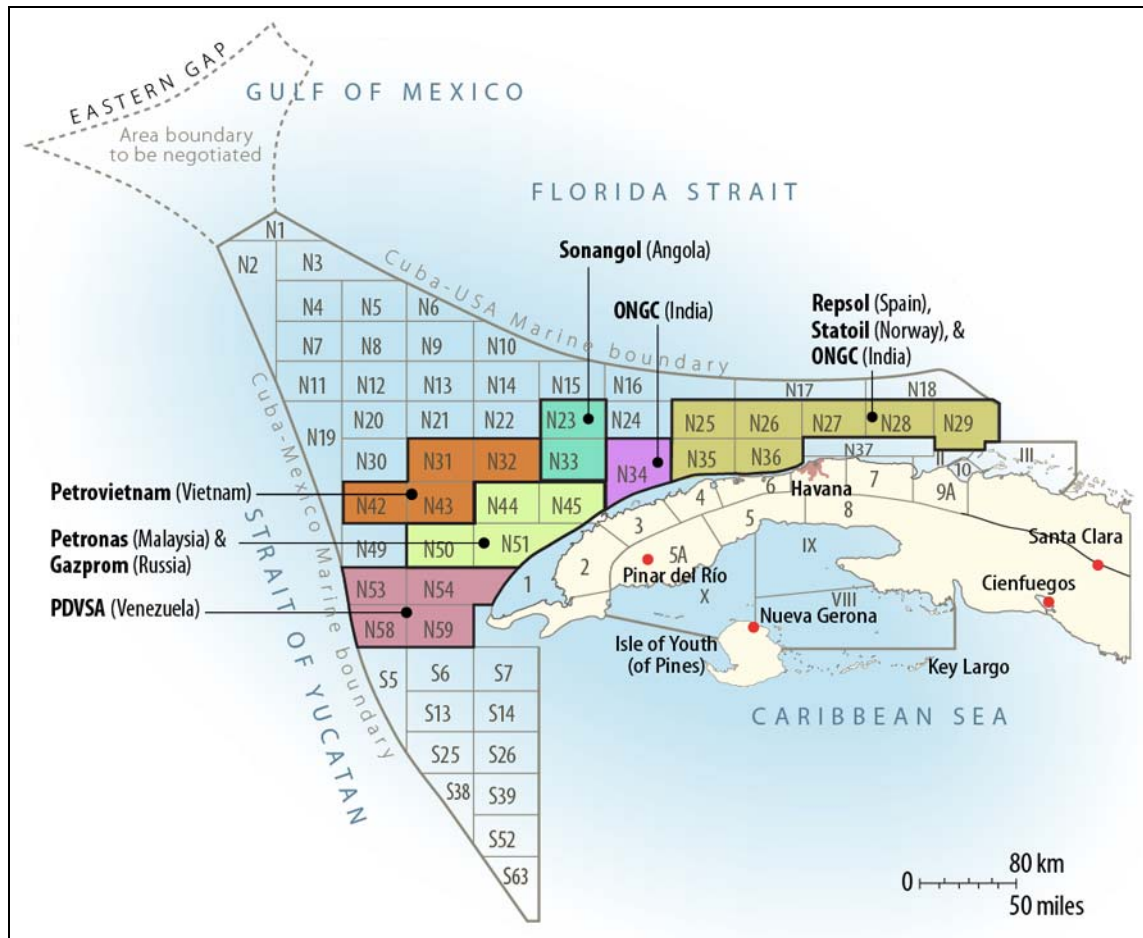 EASTERN GAP
GULF OF MEXICO
Area boundary
to be negotiated
FLORIDA STRAIT
N1
Cuba-USA Marine boundary
Sonangol (Angola)
N2
N3
ONGC (India)
Repsol (Spain),
Statoil (Norway), &
ONGC (India)
N4 N5 N6
N7 N8 N9 N10
N11 N12 N13 N14 N15 N16 N17 N18
Cuba-Mexico Marine boundary
N19
N20 N21 N22 N23 N24 N25 N26 N27 N28 N29
N30 N31 N32 N33 N34 N35 N36 N37
II
10
III
Petrovietnam (Vietnam)
N42 N43 N44 N45
4 6 Havana 7 9A
3 5 8
Petronas (Malaysia) &
Gazprom (Russia)
N49 N50 N51
Santa Clara
2 5A IX
Pinar del Río
Cienfuegos
PDVSA (Venezuela)
N53 N54 1 X VIII
N58 N59
Nueva Gerona
Isle of Youth
(of Pines)
Key Largo
STRAIT OF YUCATAN
S5 S6 S7
S13 S14
CARIBBEAN SEA
S25 S26
S38 S39
S52
S63
80 km
0
50 miles